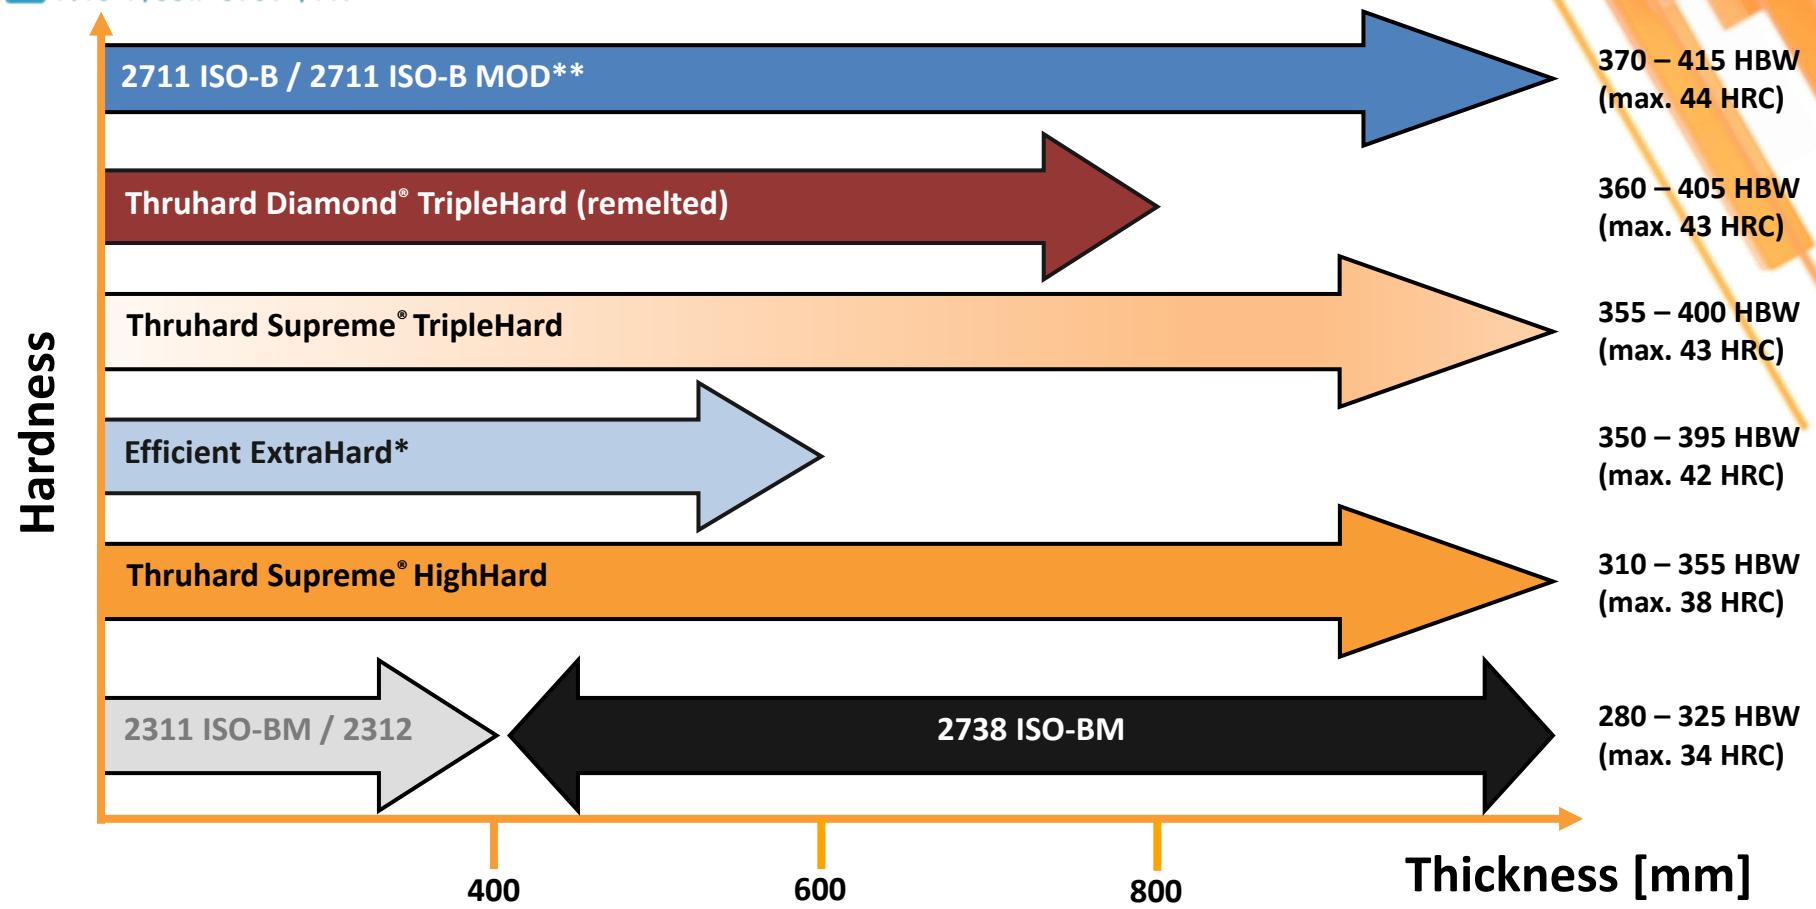 2711 ISO-B / 2711 ISO-B MOD**
370 – 415 HBW
(max. 44 HRC)
Thruhard Diamond® TripleHard (remelted)
360 – 405 HBW
(max. 43 HRC)
Thruhard Supreme® TripleHard
355 – 400 HBW
(max. 43 HRC)
Efficient ExtraHard*
350 – 395 HBW
(max. 42 HRC)
Thruhard Supreme® HighHard
310 – 355 HBW
(max. 38 HRC)
2311 ISO-BM / 2312
2738 ISO-BM
280 – 325 HBW
(max. 34 HRC)
Hardness
400
600
800
Thickness [mm]